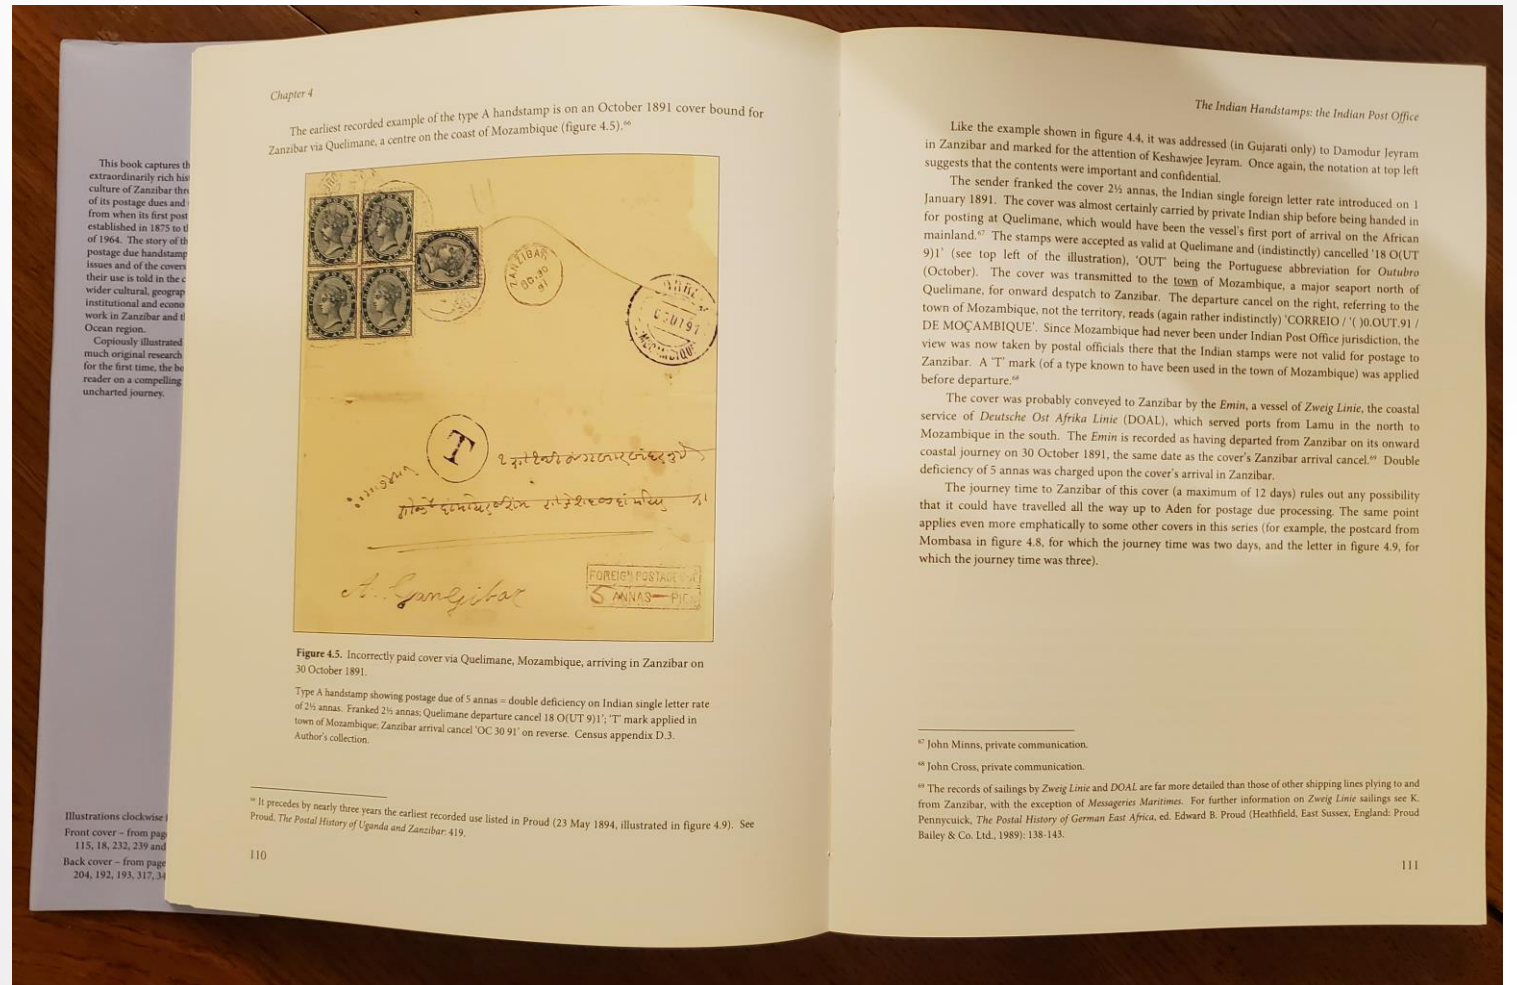 This book captures th
extraordinarily rich his
culture of Zanzibar thro
of its postage dues and
from when its first post
established in 1875 to th
of 1964. The story of th
postage due handstamp
issues and of the covers
their use is told in the c
wider cultural, geograp
institutional and econo
work in Zanzibar and th
Ocean region.
Copiously illustrated
much original research
for the first time, the bo
reader on a compelling
uncharted journey.
Illustrations clockwise f
Front cover – from pag
115, 18, 232, 239 and
Back cover – from page
204, 192, 193, 317, 34
Chapter 4
The earliest recorded example of the type A handstamp is on an October 1891 cover bound for
Zanzibar via Quelimane, a centre on the coast of Mozambique (figure 4.5).⁶⁶
ZANZIBAR
OC 30
91
T
A. Gangibar
FOREIGN POSTAGE
5 ANNAS PIE
Figure 4.5. Incorrectly paid cover via Quelimane, Mozambique, arriving in Zanzibar on
30 October 1891.
Type A handstamp showing postage due of 5 annas = double deficiency on Indian single letter rate
of 2½ annas. Franked 2½ annas; Quelimane departure cancel 18 O(UT 9)1'; 'T' mark applied in
town of Mozambique; Zanzibar arrival cancel 'OC 30 91' on reverse. Census appendix D.3.
Author's collection.
⁶⁶ It precedes by nearly three years the earliest recorded use listed in Proud (23 May 1894, illustrated in figure 4.9). See
Proud, The Postal History of Uganda and Zanzibar: 419.
110
The Indian Handstamps: the Indian Post Office
Like the example shown in figure 4.4, it was addressed (in Gujarati only) to Damodur Jeyram
in Zanzibar and marked for the attention of Keshawjee Jeyram. Once again, the notation at top left
suggests that the contents were important and confidential.
The sender franked the cover 2½ annas, the Indian single foreign letter rate introduced on 1
January 1891. The cover was almost certainly carried by private Indian ship before being handed in
for posting at Quelimane, which would have been the vessel's first port of arrival on the African
mainland.⁶⁷ The stamps were accepted as valid at Quelimane and (indistinctly) cancelled '18 O(UT
9)1' (see top left of the illustration), 'OUT' being the Portuguese abbreviation for Outubro
(October). The cover was transmitted to the town of Mozambique, a major seaport north of
Quelimane, for onward despatch to Zanzibar. The departure cancel on the right, referring to the
town of Mozambique, not the territory, reads (again rather indistinctly) 'CORREIO / '( )0.OUT.91 /
DE MOÇAMBIQUE'. Since Mozambique had never been under Indian Post Office jurisdiction, the
view was now taken by postal officials there that the Indian stamps were not valid for postage to
Zanzibar. A 'T' mark (of a type known to have been used in the town of Mozambique) was applied
before departure.⁶⁸
The cover was probably conveyed to Zanzibar by the Emin, a vessel of Zweig Linie, the coastal
service of Deutsche Ost Afrika Linie (DOAL), which served ports from Lamu in the north to
Mozambique in the south. The Emin is recorded as having departed from Zanzibar on its onward
coastal journey on 30 October 1891, the same date as the cover's Zanzibar arrival cancel.⁶⁹ Double
deficiency of 5 annas was charged upon the cover's arrival in Zanzibar.
The journey time to Zanzibar of this cover (a maximum of 12 days) rules out any possibility
that it could have travelled all the way up to Aden for postage due processing. The same point
applies even more emphatically to some other covers in this series (for example, the postcard from
Mombasa in figure 4.8, for which the journey time was two days, and the letter in figure 4.9, for
which the journey time was three).
⁶⁷ John Minns, private communication.
⁶⁸ John Cross, private communication.
⁶⁹ The records of sailings by Zweig Linie and DOAL are far more detailed than those of other shipping lines plying to and
from Zanzibar, with the exception of Messageries Maritimes. For further information on Zweig Linie sailings see K.
Pennycuick, The Postal History of German East Africa, ed. Edward B. Proud (Heathfield, East Sussex, England: Proud
Bailey & Co. Ltd., 1989): 138-143.
111